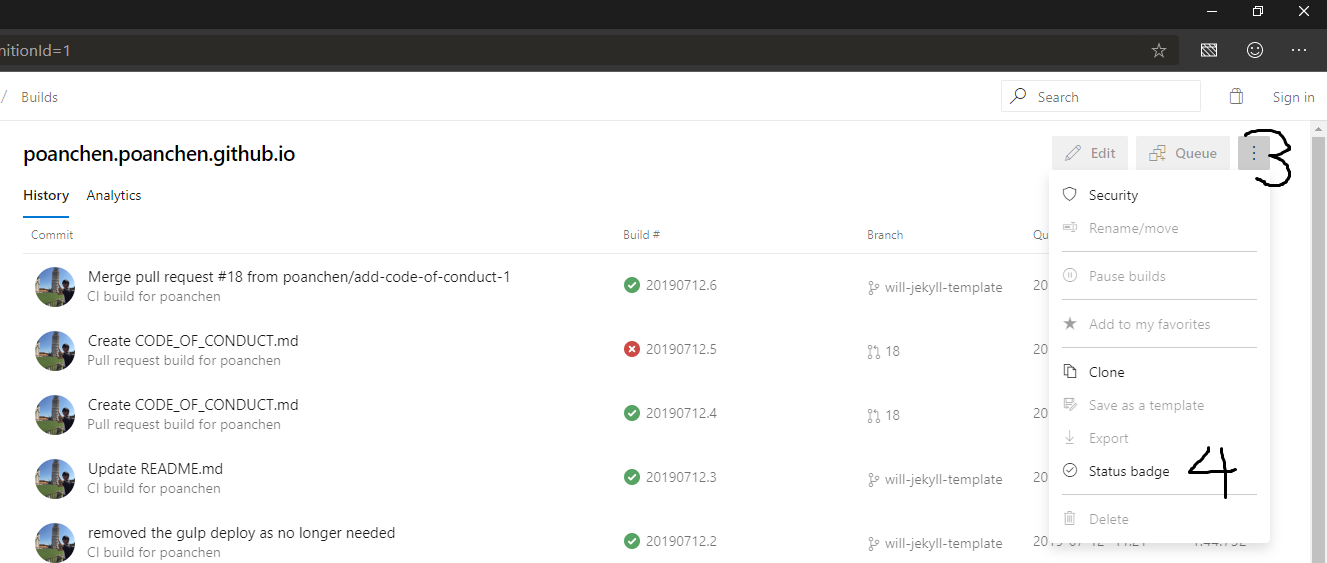 nitionId=1
/ Builds
Search
Sign in
poanchen.poanchen.github.io
Edit
Queue
3
History
Analytics
Security
Rename/move
Pause builds
Add to my favorites
Clone
Save as a template
Export
Status badge
4
Delete
Commit Build # Branch Qu
Merge pull request #18 from poanchen/add-code-of-conduct-1
CI build for poanchen
20190712.6 will-jekyll-template 20
Create CODE_OF_CONDUCT.md
Pull request build for poanchen
20190712.5 18 20
Create CODE_OF_CONDUCT.md
Pull request build for poanchen
20190712.4 18 20
Update README.md
CI build for poanchen
20190712.3 will-jekyll-template 20
removed the gulp deploy as no longer needed
CI build for poanchen
20190712.2 will-jekyll-template